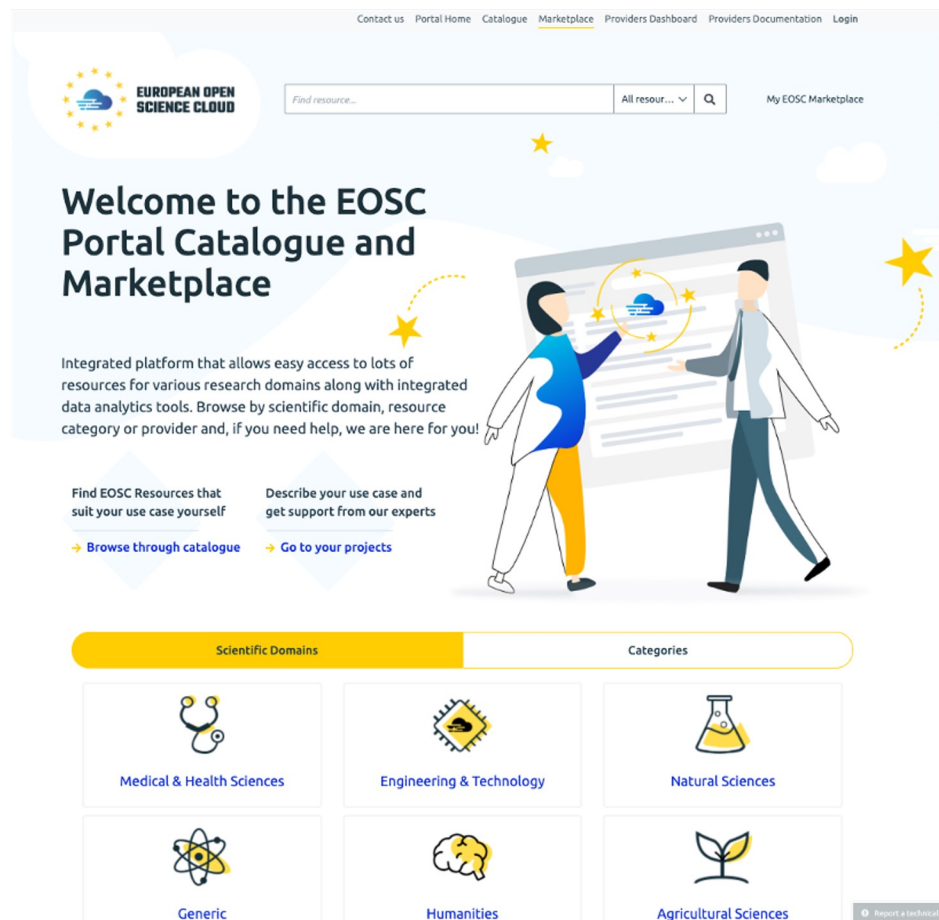 Contact us Portal Home Catalogue Marketplace Providers Dashboard Providers Documentation Login
EUROPEAN OPEN
SCIENCE CLOUD
Find resource...
All resour...
My EOSC Marketplace
Welcome to the EOSC
Portal Catalogue and
Marketplace
Integrated platform that allows easy access to lots of
resources for various research domains along with integrated
data analytics tools. Browse by scientific domain, resource
category or provider and, if you need help, we are here for you!
Find EOSC Resources that
suit your use case yourself
→ Browse through catalogue
Describe your use case and
get support from our experts
→ Go to your projects
Scientific Domains
Categories
Medical & Health Sciences
Engineering & Technology
Natural Sciences
Generic
Humanities
Agricultural Sciences
Report a technical